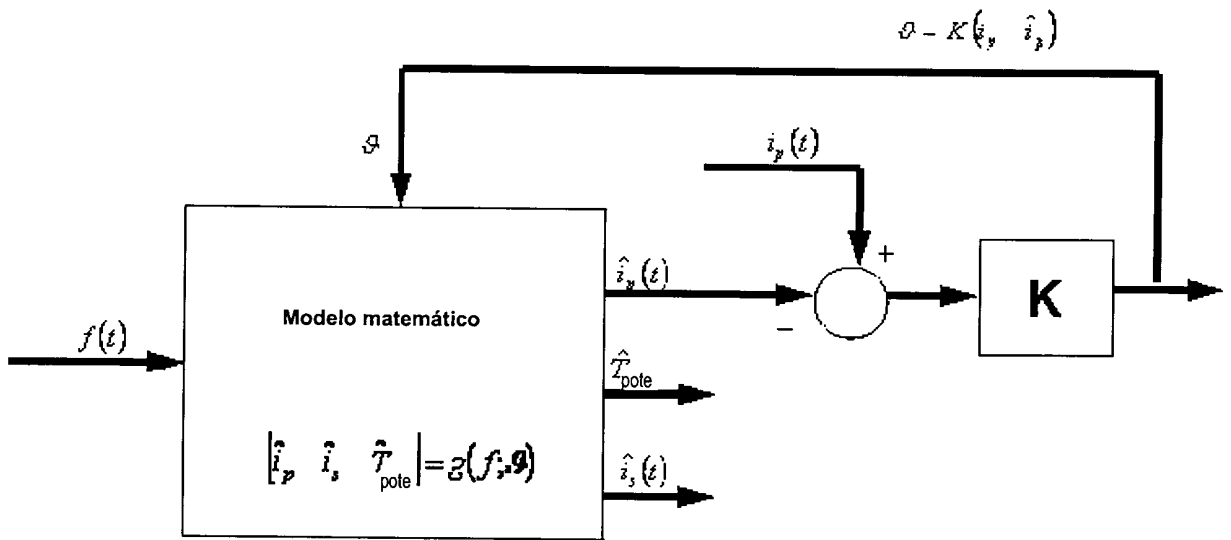 ϑ − K(i_p î_p)
ϑ
i_p(t)
+
î_p(t)
−
K
Modelo matemático
f(t)
T̂_pote
|î_p î_s T̂_pote| = g(f; ϑ)
î_s(t)